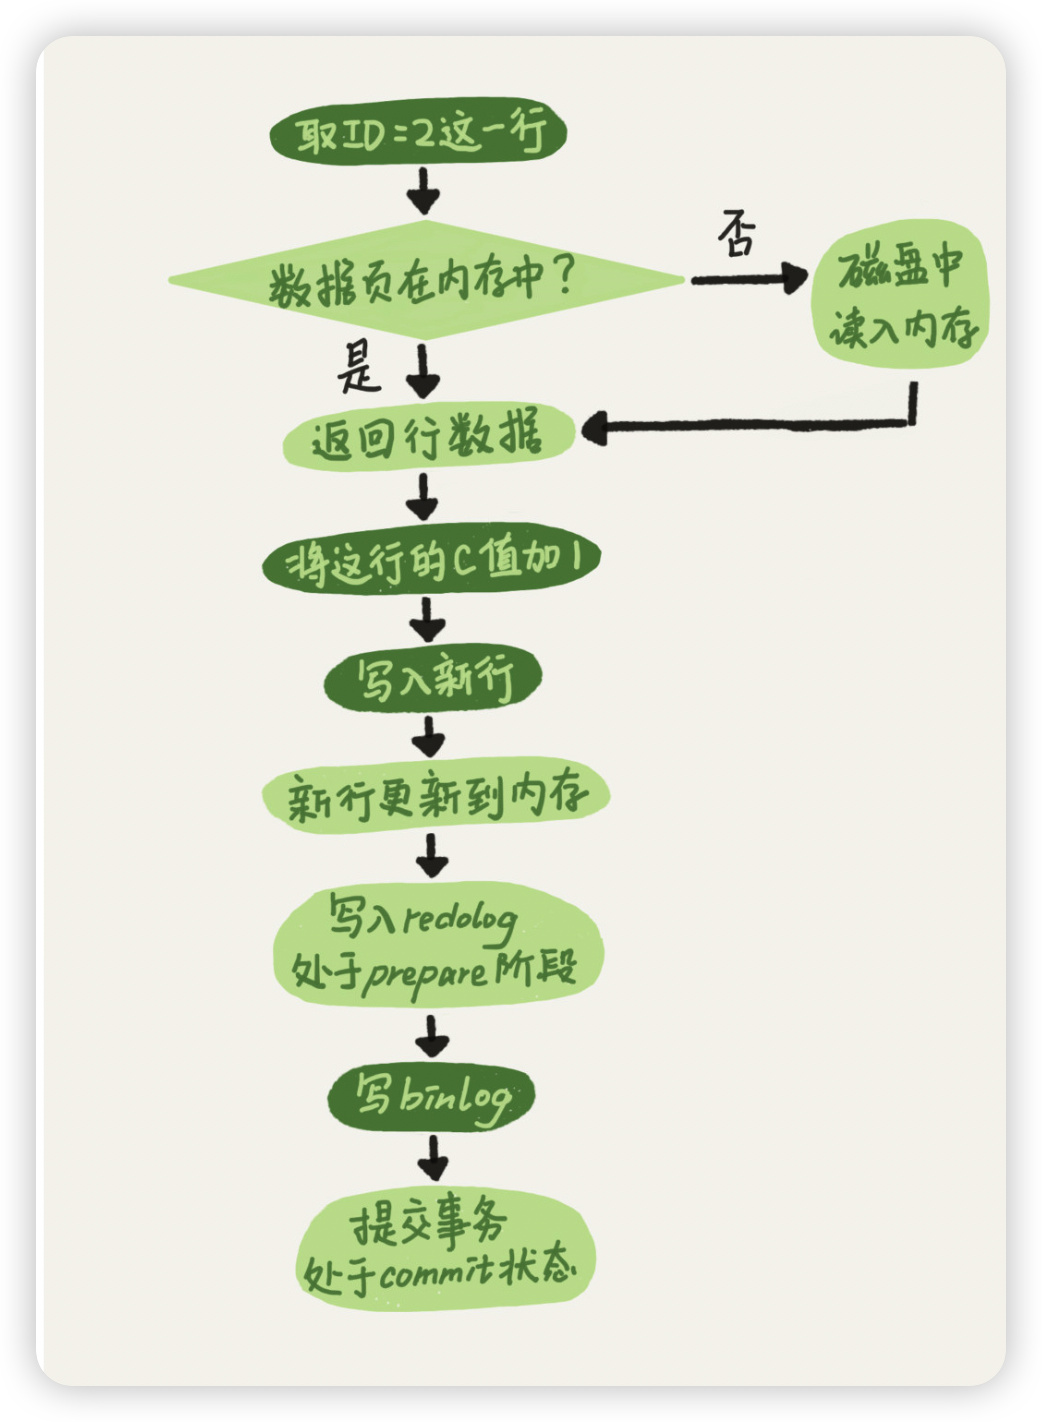 取ID=2这一行
数据页在内存中？
否
磁盘中
读入内存
是
返回行数据
将这行的C值加1
写入新行
新行更新到内存
写入redolog
处于prepare阶段
写binlog
提交事务
处于commit状态